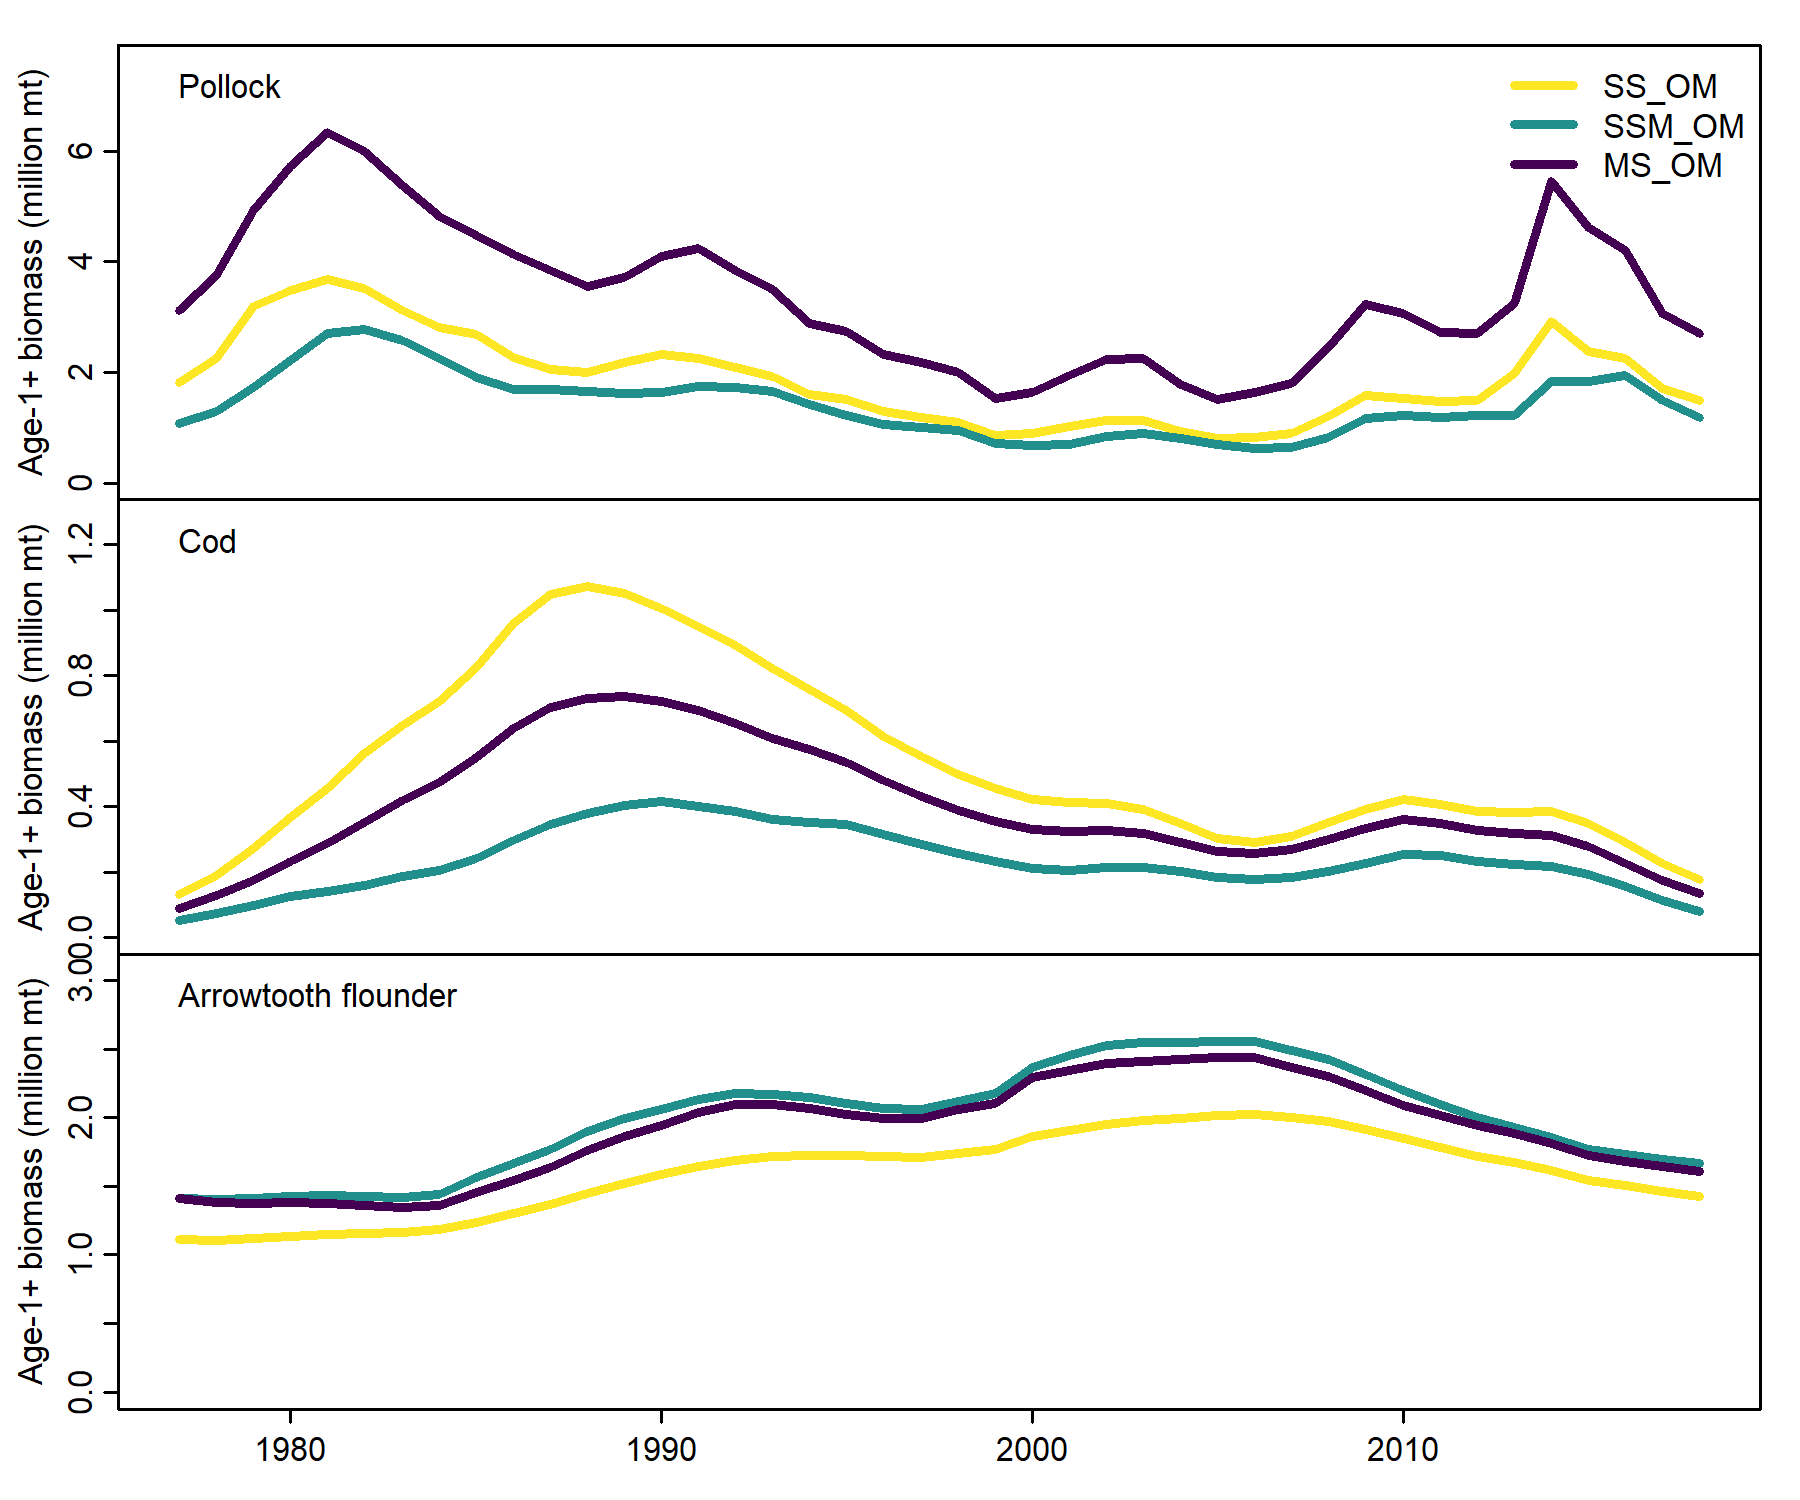 Pollock
SS_OM
SSM_OM
MS_OM
Age-1+ biomass (million mt)
6
4
2
0
Cod
Age-1+ biomass (million mt)
1.2
0.8
0.4
0.0
Arrowtooth flounder
Age-1+ biomass (million mt)
3.0
2.0
1.0
0.0
1980 1990 2000 2010